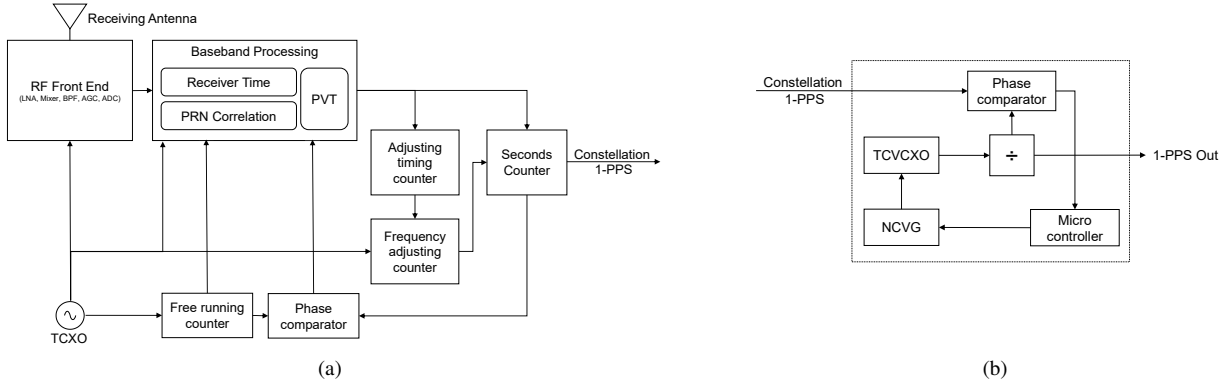 Receiving Antenna
RF Front End
(LNA, Mixer, BPF, AGC, ADC)
Baseband Processing
Receiver Time
PRN Correlation
PVT
Adjusting
timing
counter
Seconds
Counter
Constellation
1-PPS
Frequency
adjusting
counter
TCXO
Free running
counter
Phase
comparator
(a)
Constellation
1-PPS
Phase
comparator
TCVCXO
÷
1-PPS Out
NCVG
Micro
controller
(b)